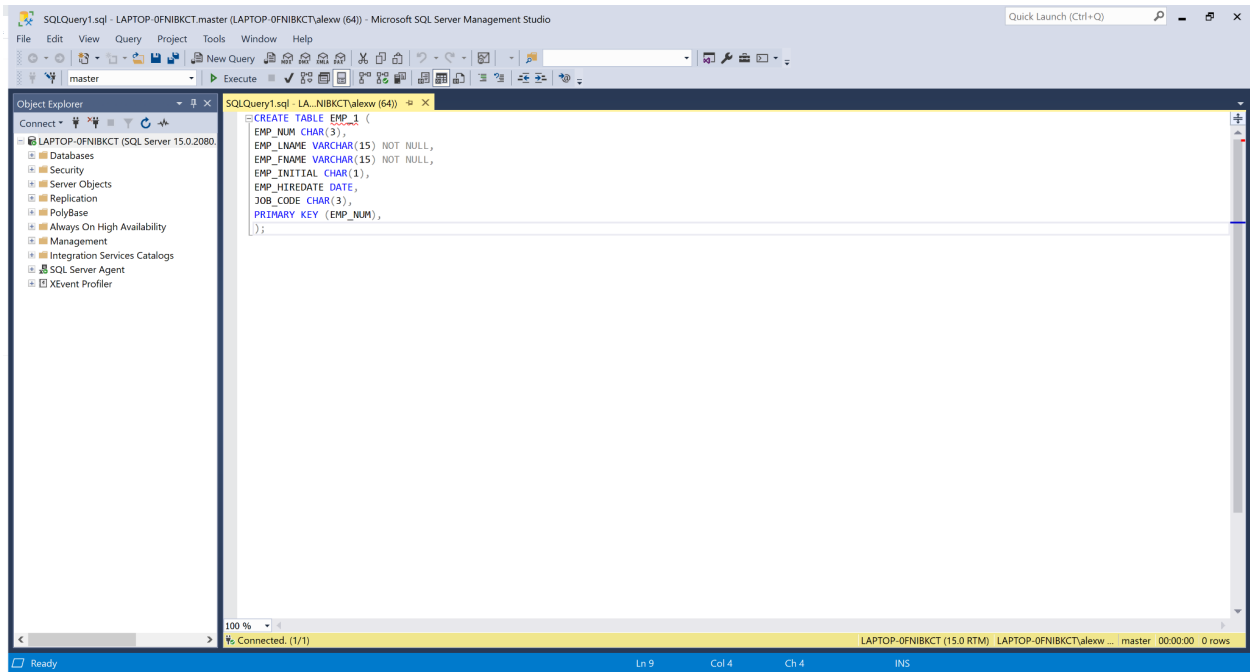 SQLQuery1.sql - LAPTOP-0FNIBKCT.master (LAPTOP-0FNIBKCT\alexw (64)) - Microsoft SQL Server Management Studio
Quick Launch (Ctrl+Q)
File Edit View Query Project Tools Window Help
New Query
master
Execute
Object Explorer
SQLQuery1.sql - LA...NIBKCT\alexw (64))
Connect
LAPTOP-0FNIBKCT (SQL Server 15.0.2080.
Databases
Security
Server Objects
Replication
PolyBase
Always On High Availability
Management
Integration Services Catalogs
SQL Server Agent
XEvent Profiler
CREATE TABLE EMP_1 (
EMP_NUM CHAR(3),
EMP_LNAME VARCHAR(15) NOT NULL,
EMP_FNAME VARCHAR(15) NOT NULL,
EMP_INITIAL CHAR(1),
EMP_HIREDATE DATE,
JOB_CODE CHAR(3),
PRIMARY KEY (EMP_NUM),
);
100 %
Connected. (1/1)
LAPTOP-0FNIBKCT (15.0 RTM) LAPTOP-0FNIBKCT\alexw ... master 00:00:00 0 rows
Ready Ln 9 Col 4 Ch 4 INS